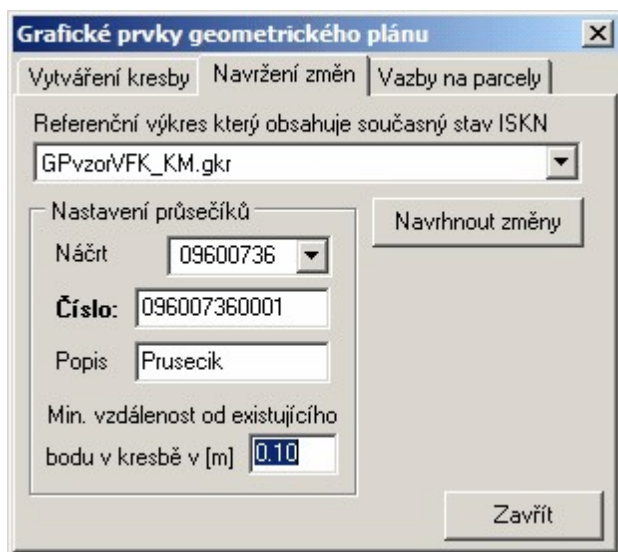 Grafické prvky geometrického plánu
Vytváření kresby Navržení změn Vazby na parcely
Referenční výkres který obsahuje současný stav ISKN
GPvzorVFK_KM.gkr
Nastavení průsečíků
Navrhnout změny
Náčrt 09600736
Číslo: 096007360001
Popis Prusecik
Min. vzdálenost od existujícího
bodu v kresbě v [m] 0.10
Zavřít